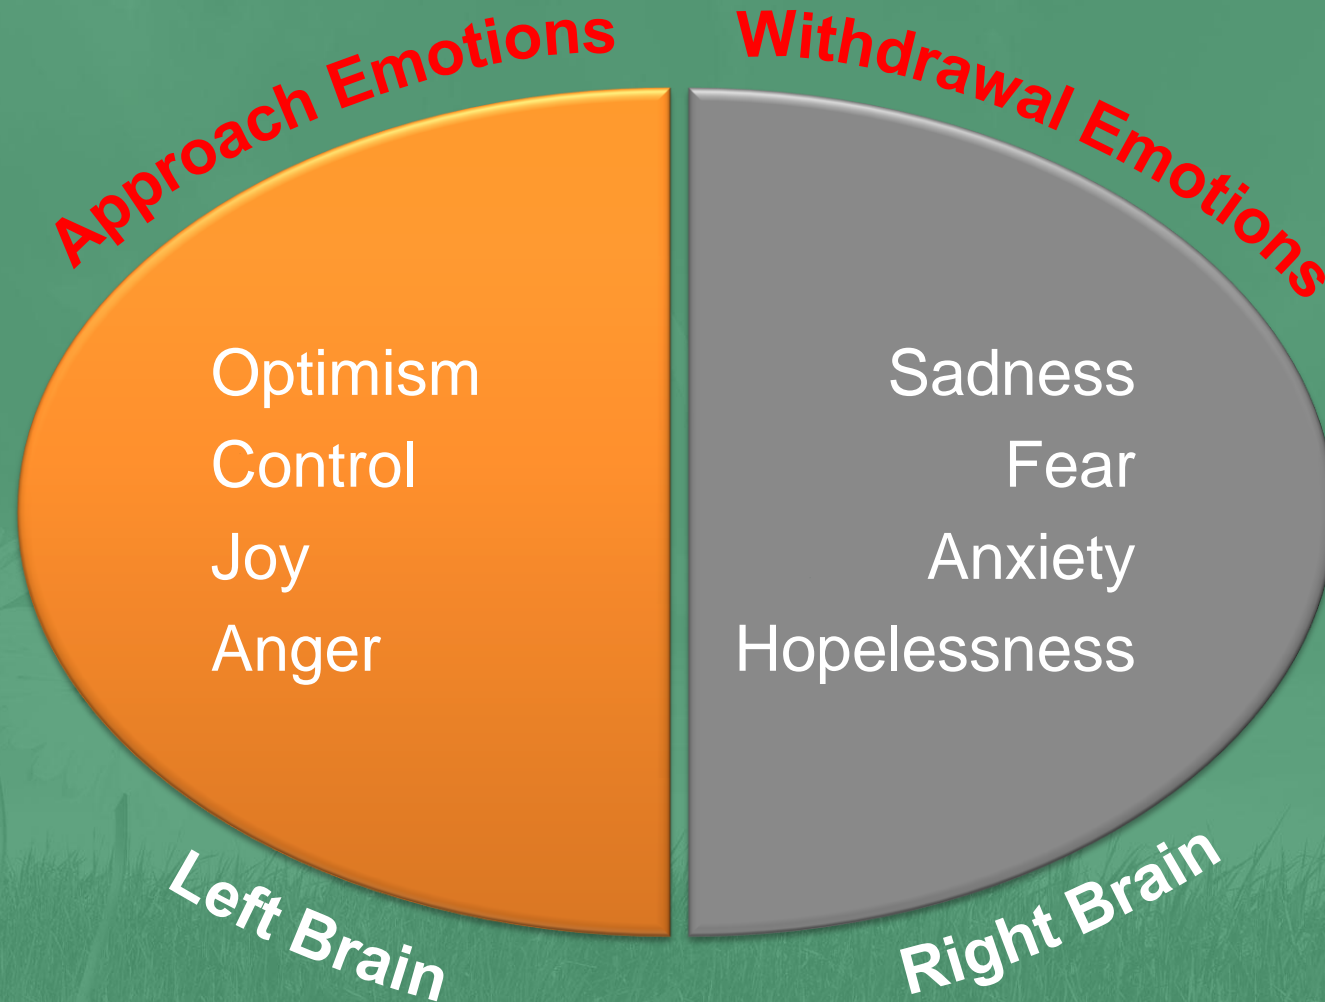 Approach Emotions
Withdrawal Emotions
Optimism
Control
Joy
Anger
Sadness
Fear
Anxiety
Hopelessness
Left Brain
Right Brain